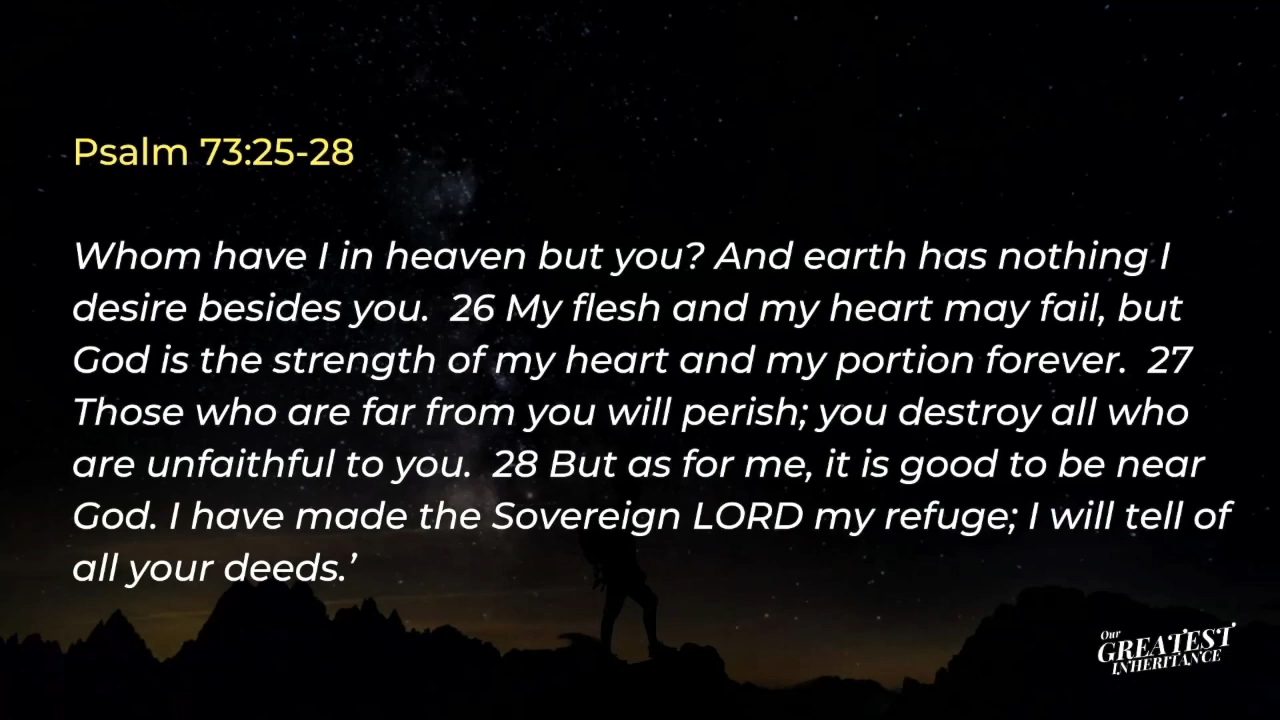 Psalm 73:25-28
Whom have I in heaven but you? And earth has nothing I
desire besides you.  26 My flesh and my heart may fail, but
God is the strength of my heart and my portion forever.  27
Those who are far from you will perish; you destroy all who
are unfaithful to you.  28 But as for me, it is good to be near
God. I have made the Sovereign LORD my refuge; I will tell of
all your deeds.’
Our
GREATEST
INHERITANCE